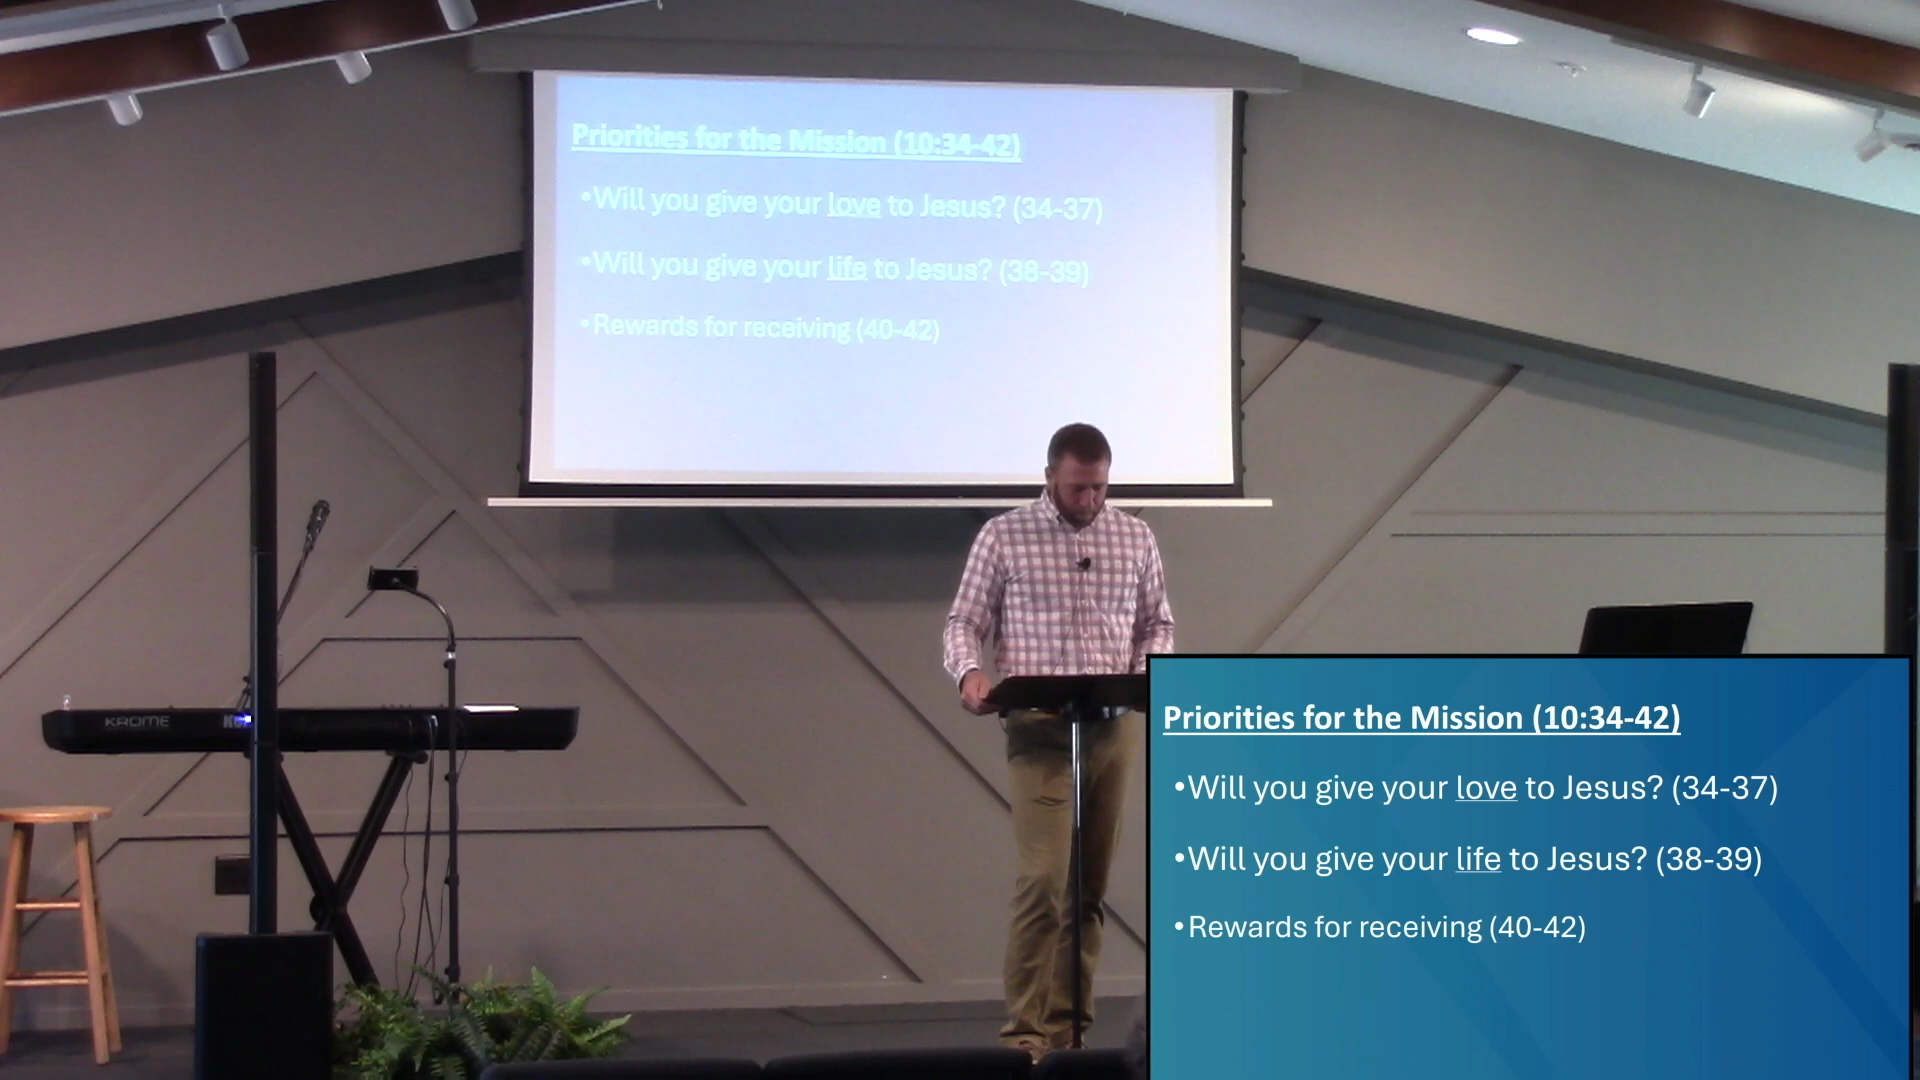 Priorities for the Mission (10:34-42)
•Will you give your love to Jesus? (34-37)
•Will you give your life to Jesus? (38-39)
•Rewards for receiving (40-42)
KROME
Priorities for the Mission (10:34-42)
•Will you give your love to Jesus? (34-37)
•Will you give your life to Jesus? (38-39)
•Rewards for receiving (40-42)